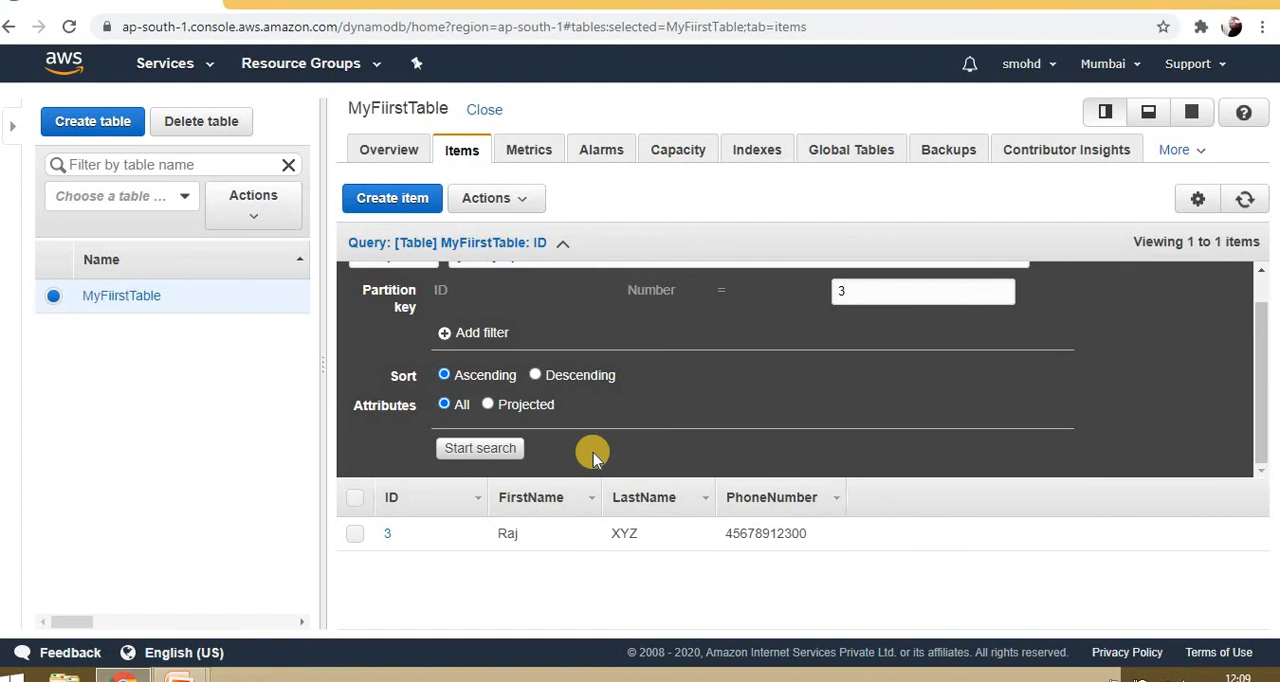 ap-south-1.console.aws.amazon.com/dynamodb/home?region=ap-south-1#tables:selected=MyFiirstTable;tab=items
aws Services Resource Groups smohd Mumbai Support
Create table Delete table
Filter by table name
Choose a table ... Actions
Name
MyFiirstTable
MyFiirstTable Close
Overview Items Metrics Alarms Capacity Indexes Global Tables Backups Contributor Insights More
Create item Actions
Query: [Table] MyFiirstTable: ID Viewing 1 to 1 items
Partition key ID Number = 3
Add filter
Sort Ascending Descending
Attributes All Projected
Start search
ID FirstName LastName PhoneNumber
3 Raj XYZ 45678912300
Feedback English (US) © 2008 - 2020, Amazon Internet Services Private Ltd. or its affiliates. All rights reserved. Privacy Policy Terms of Use
12:09